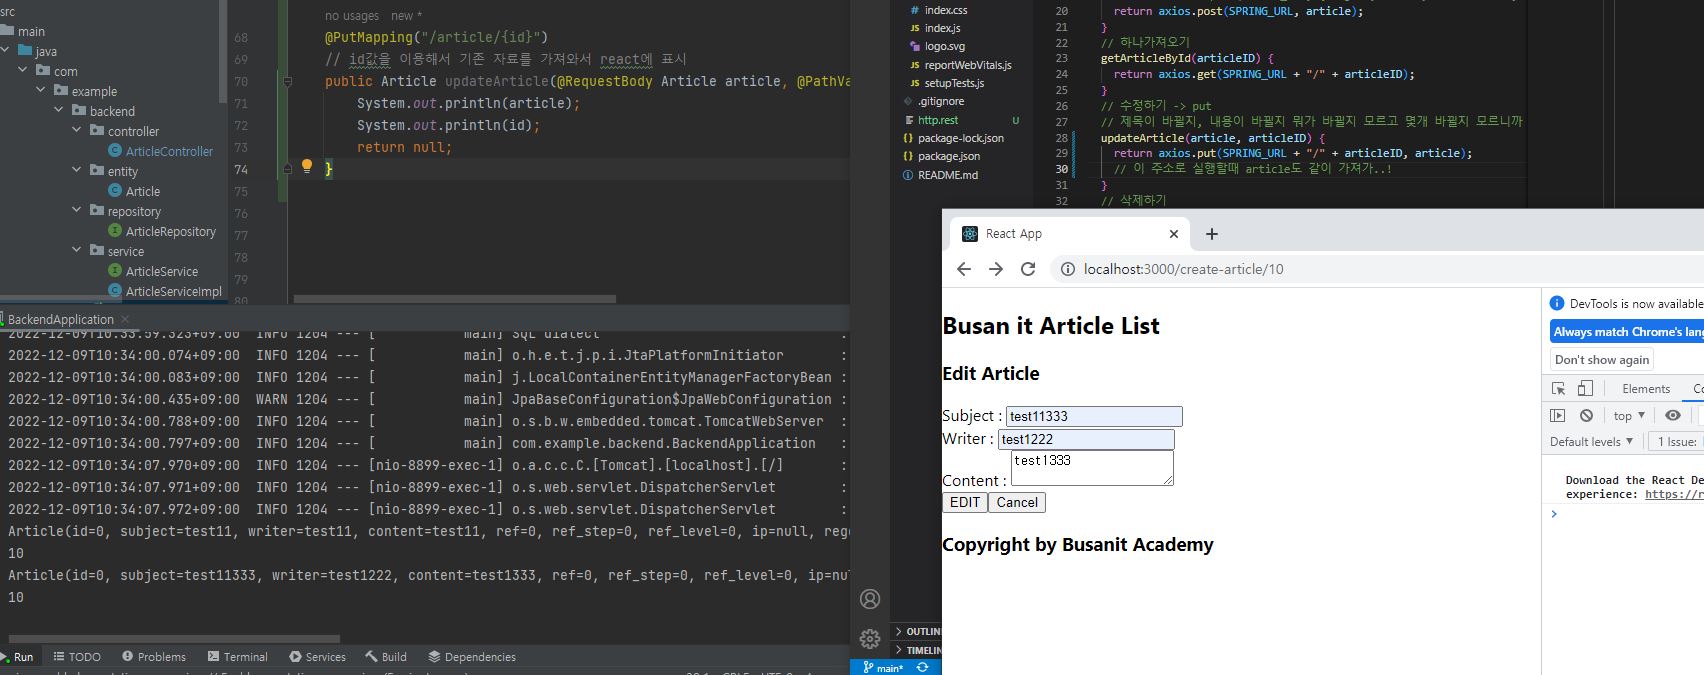 src
main
java
com
example
backend
controller
ArticleController
entity
Article
repository
ArticleRepository
service
ArticleService
ArticleServiceImpl
no usages new *
68 @PutMapping("/article/{id}")
69 // id값을 이용해서 기존 자료를 가져와서 react에 표시
70 public Article updateArticle(@RequestBody Article article, @PathVa
71 System.out.println(article);
72 System.out.println(id);
73 return null;
74 }
75
76
77
78
79
80
BackendApplication
2022-12-09T10:33:59.323+09:00 INFO 1204 --- [ main] SQL dialect :
2022-12-09T10:34:00.074+09:00 INFO 1204 --- [ main] o.h.e.t.j.p.i.JtaPlatformInitiator :
2022-12-09T10:34:00.083+09:00 INFO 1204 --- [ main] j.LocalContainerEntityManagerFactoryBean :
2022-12-09T10:34:00.435+09:00 WARN 1204 --- [ main] JpaBaseConfiguration$JpaWebConfiguration :
2022-12-09T10:34:00.788+09:00 INFO 1204 --- [ main] o.s.b.w.embedded.tomcat.TomcatWebServer :
2022-12-09T10:34:00.797+09:00 INFO 1204 --- [ main] com.example.backend.BackendApplication :
2022-12-09T10:34:07.970+09:00 INFO 1204 --- [nio-8899-exec-1] o.a.c.c.C.[Tomcat].[localhost].[/] :
2022-12-09T10:34:07.971+09:00 INFO 1204 --- [nio-8899-exec-1] o.s.web.servlet.DispatcherServlet :
2022-12-09T10:34:07.972+09:00 INFO 1204 --- [nio-8899-exec-1] o.s.web.servlet.DispatcherServlet :
Article(id=0, subject=test11, writer=test11, content=test11, ref=0, ref_step=0, ref_level=0, ip=null, reg
10
Article(id=0, subject=test11333, writer=test1222, content=test1333, ref=0, ref_step=0, ref_level=0, ip=nu
10
Run TODO Problems Terminal Services Build Dependencies
index.css
index.js
logo.svg
reportWebVitals.js
setupTests.js
.gitignore
http.rest U
package-lock.json
package.json
README.md
OUTLIN
TIMELIN
main*
20 return axios.post(SPRING_URL, article);
21 }
22 // 하나가져오기
23 getArticleById(articleID) {
24 return axios.get(SPRING_URL + "/" + articleID);
25 }
26 // 수정하기 -> put
27 // 제목이 바뀔지, 내용이 바뀔지 뭐가 바뀔지 모르고 몇개 바뀔지 모르니까
28 updateArticle(article, articleID) {
29 return axios.put(SPRING_URL + "/" + articleID, article);
30 // 이 주소로 실행할때 article도 같이 가져가..!
31 }
32 // 삭제하기
React App
localhost:3000/create-article/10
Busan it Article List
Edit Article
Subject : test11333
Writer : test1222
Content : test1333
EDIT Cancel
Copyright by Busanit Academy
DevTools is now available
Always match Chrome's lang
Don't show again
Elements Co
top
Default levels 1 Issue:
Download the React De
experience: https://r